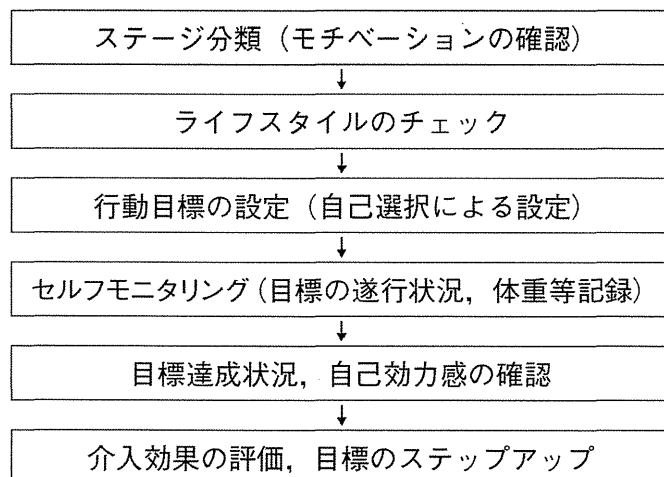 ステージ分類（モチベーションの確認）
↓
ライフスタイルのチェック
↓
行動目標の設定（自己選択による設定）
↓
セルフモニタリング（目標の遂行状況，体重等記録）
↓
目標達成状況，自己効力感の確認
↓
介入効果の評価，目標のステップアップ